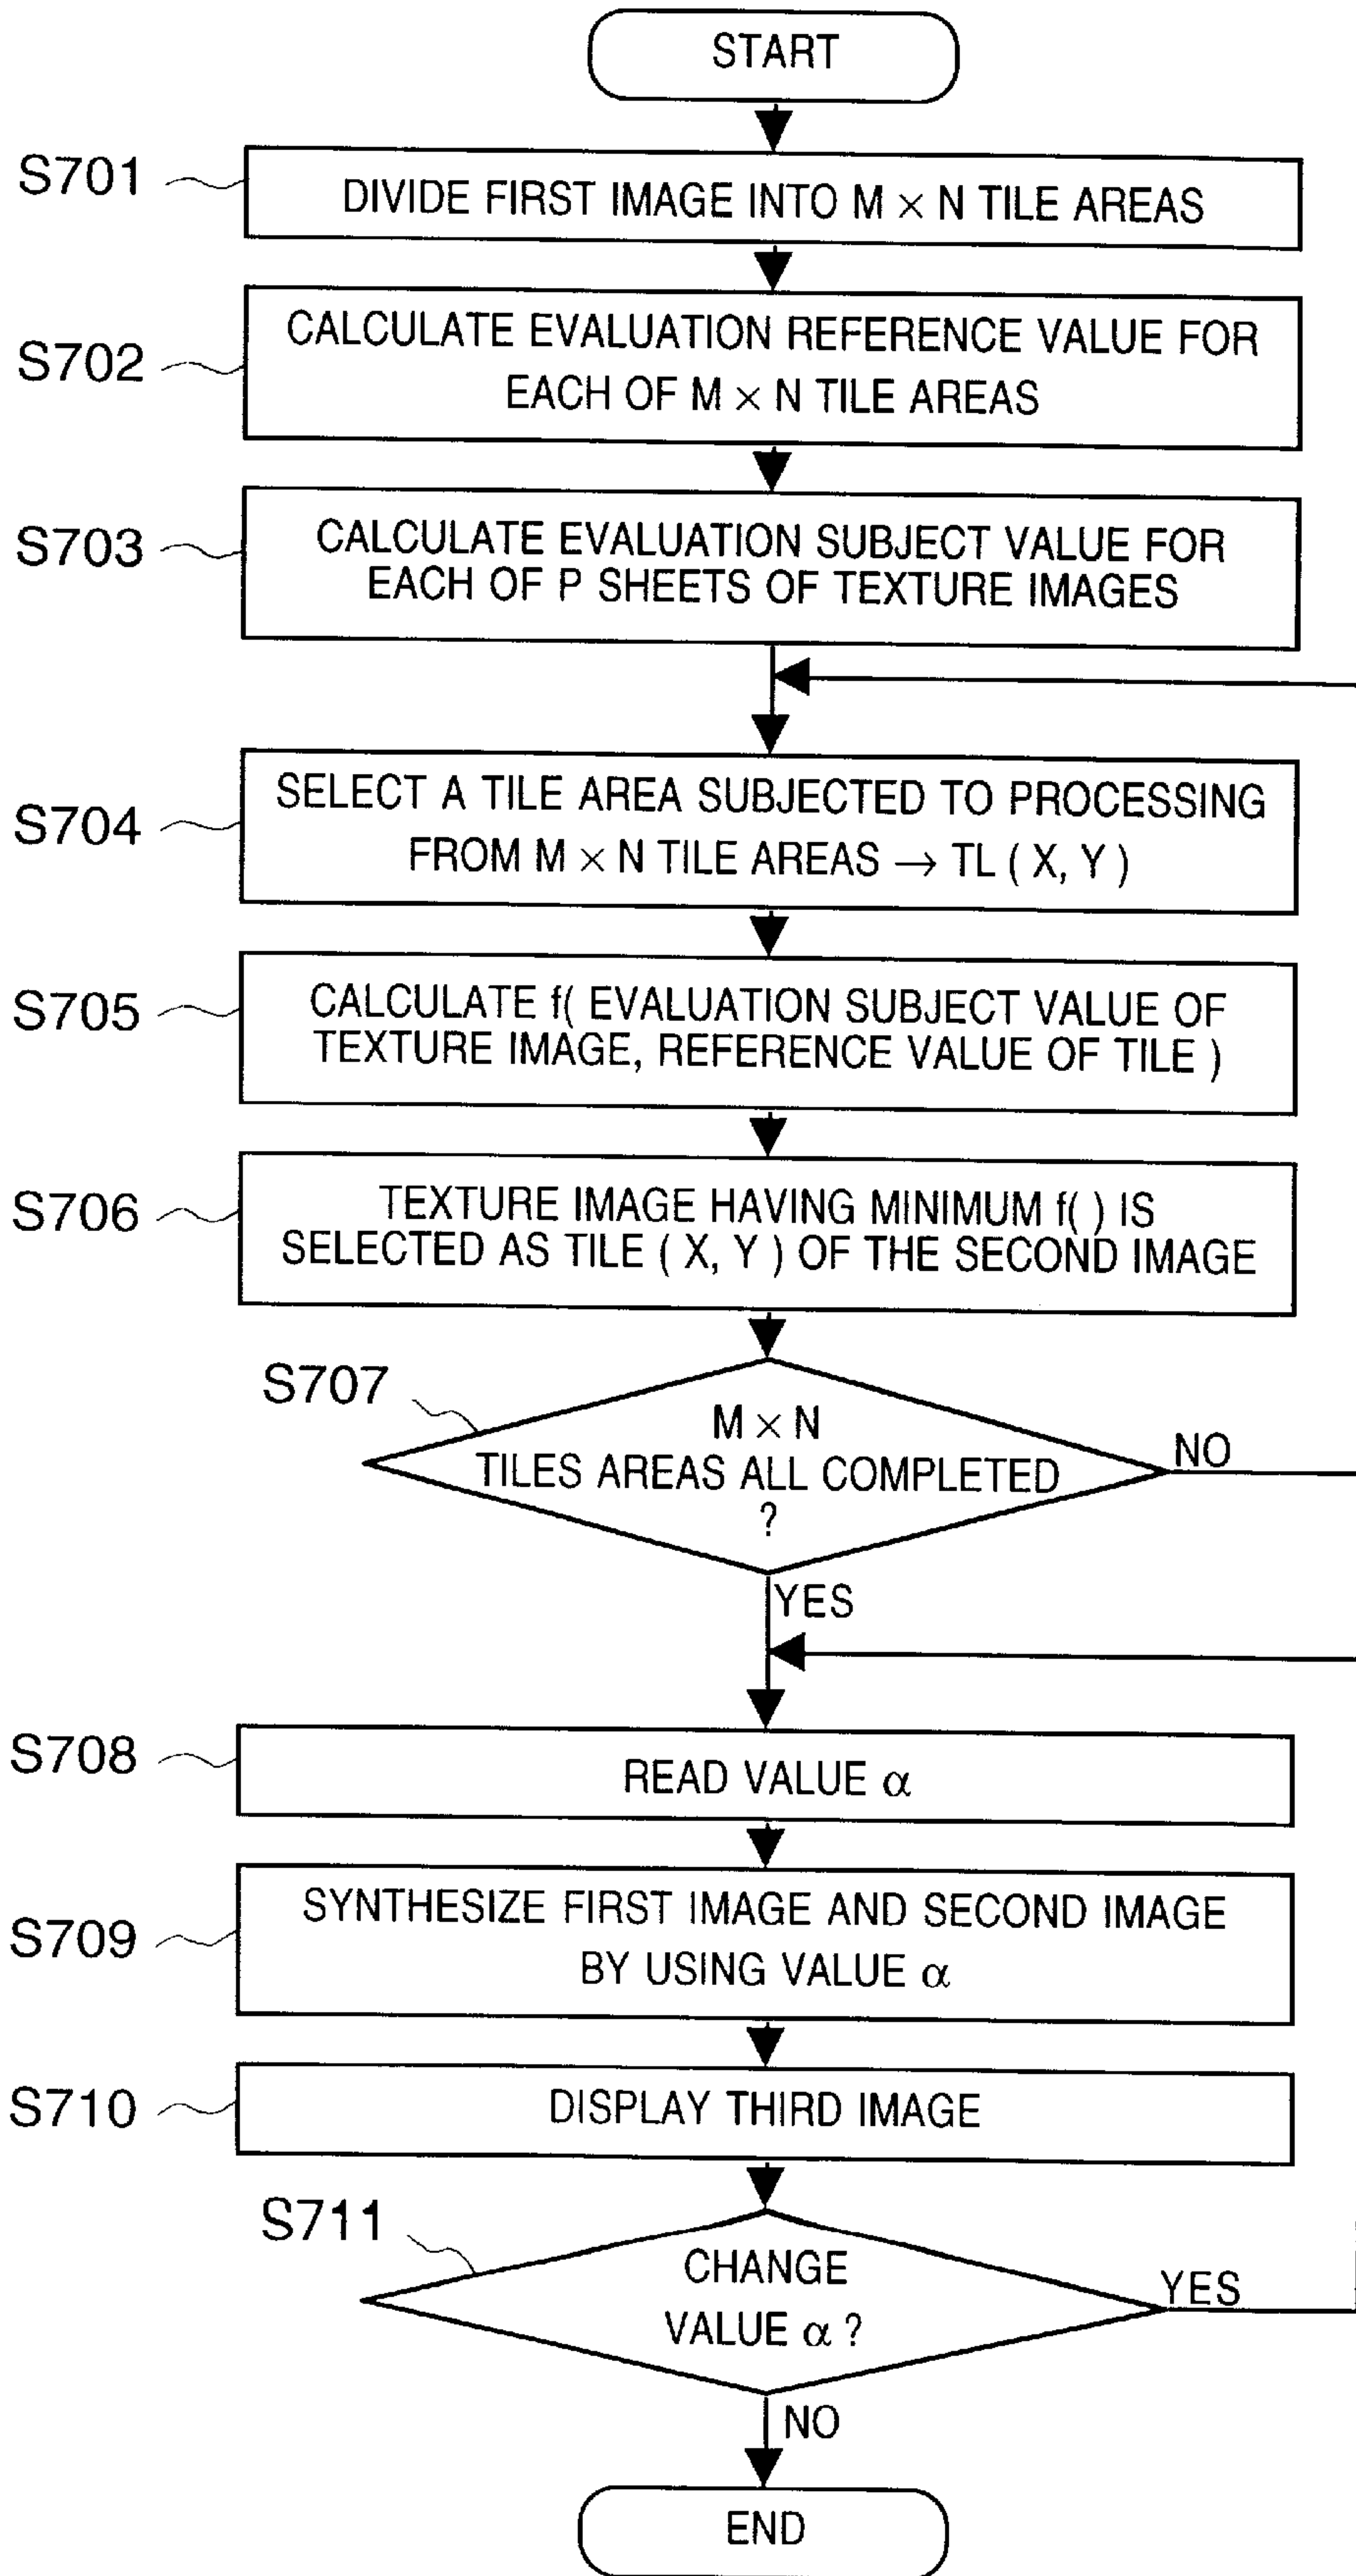 START
S701
DIVIDE FIRST IMAGE INTO M × N TILE AREAS
S702
CALCULATE EVALUATION REFERENCE VALUE FOR
EACH OF M × N TILE AREAS
S703
CALCULATE EVALUATION SUBJECT VALUE FOR
EACH OF P SHEETS OF TEXTURE IMAGES
S704
SELECT A TILE AREA SUBJECTED TO PROCESSING
FROM M × N TILE AREAS → TL ( X, Y )
S705
CALCULATE f( EVALUATION SUBJECT VALUE OF
TEXTURE IMAGE, REFERENCE VALUE OF TILE )
S706
TEXTURE IMAGE HAVING MINIMUM f( ) IS
SELECTED AS TILE ( X, Y ) OF THE SECOND IMAGE
S707
M × N
TILES AREAS ALL COMPLETED
?
NO
YES
S708
READ VALUE α
S709
SYNTHESIZE FIRST IMAGE AND SECOND IMAGE
BY USING VALUE α
S710
DISPLAY THIRD IMAGE
S711
CHANGE
VALUE α ?
YES
NO
END